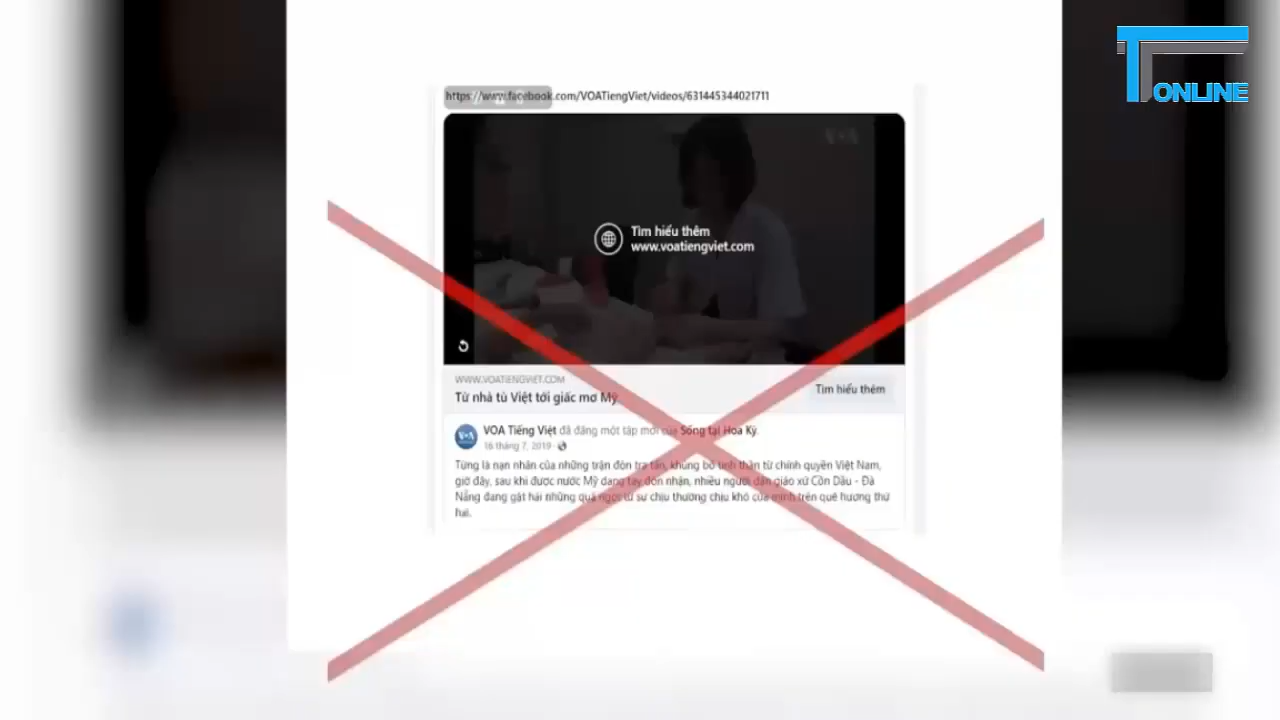 TT ONLINE
https://www.facebook.com/VOATiengViet/videos/631445344021711
VOA
Tìm hiểu thêm
www.voatiengviet.com
WWW.VOATIENGVIET.COM
Từ nhà tù Việt tới giấc mơ Mỹ
Tìm hiểu thêm
VOA Tiếng Việt đã đăng một tập mới của Sống tại Hoa Kỳ.
16 tháng 7, 2019
Từng là nạn nhân của những trận đòn tra tấn, khủng bố tinh thần từ chính quyền Việt Nam,
giờ đây, sau khi được nước Mỹ dang tay đón nhận, nhiều người dân giáo xứ Cồn Dầu - Đà
Nẵng đang gặt hái những quả ngọt từ sự chịu thương chịu khó của mình trên quê hương thứ
hai.